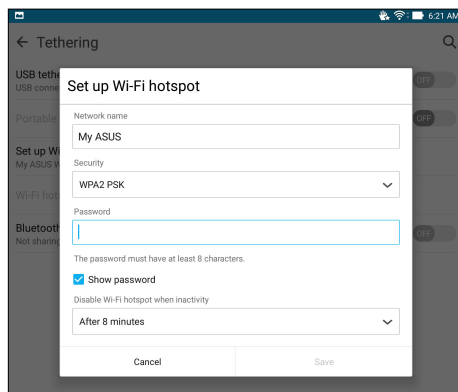 6:21 AM
Tethering
USB tethe
USB conne
OFF
Portable
OFF
Set up Wi
My ASUS W
Wi-Fi hot
Bluetooth
Not sharing
OFF
Set up Wi-Fi hotspot
Network name
My ASUS
Security
WPA2 PSK
Password
The password must have at least 8 characters.
Show password
Disable Wi-Fi hotspot when inactivity
After 8 minutes
Cancel
Save